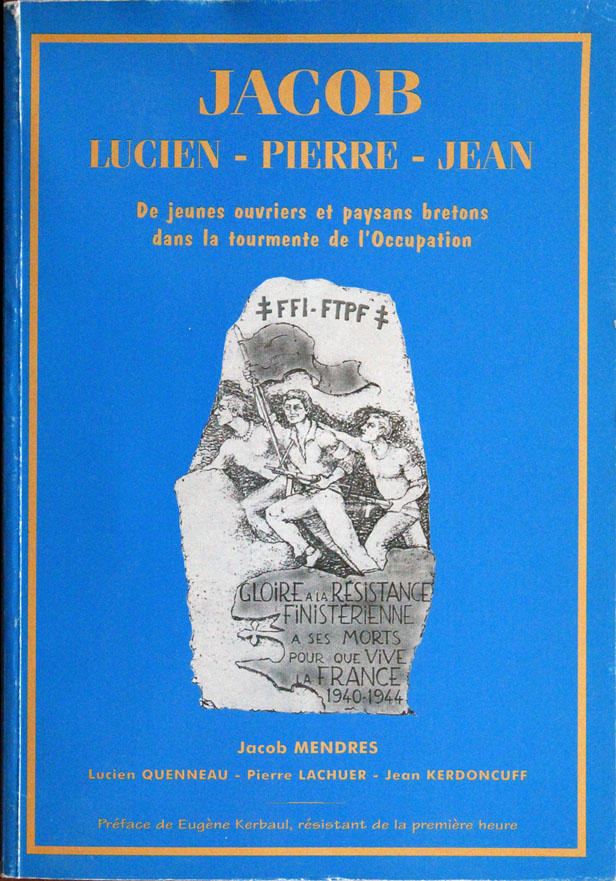 JACOB
LUCIEN - PIERRE - JEAN
De jeunes ouvriers et paysans bretons
dans la tourmente de l'Occupation
‡FFI-FTPF‡
GLOIRE A LA RÉSISTANCE
FINISTÉRIENNE
A SES MORTS
POUR QUE VIVE
LA FRANCE
1940-1944
Jacob MENDRES
Lucien QUENNEAU - Pierre LACHUER - Jean KERDONCUFF
Préface de Eugène Kerbaul, résistant de la première heure